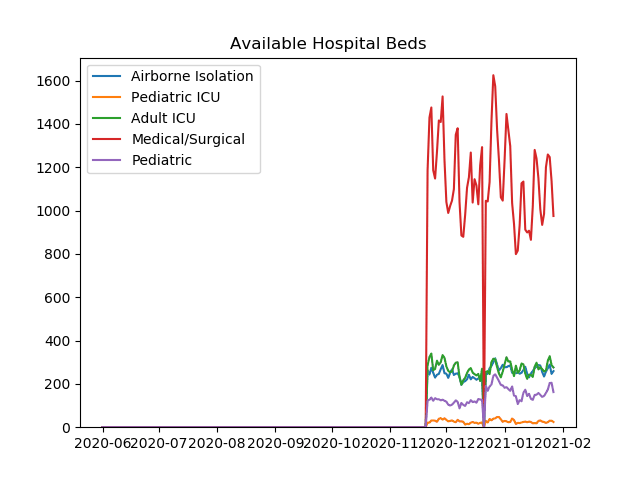 Available Hospital Beds
Airborne Isolation
Pediatric ICU
Adult ICU
Medical/Surgical
Pediatric
1600
1400
1200
1000
800
600
400
200
0
2020-06 2020-07 2020-08 2020-09 2020-10 2020-11 2020-12 2021-01 2021-02